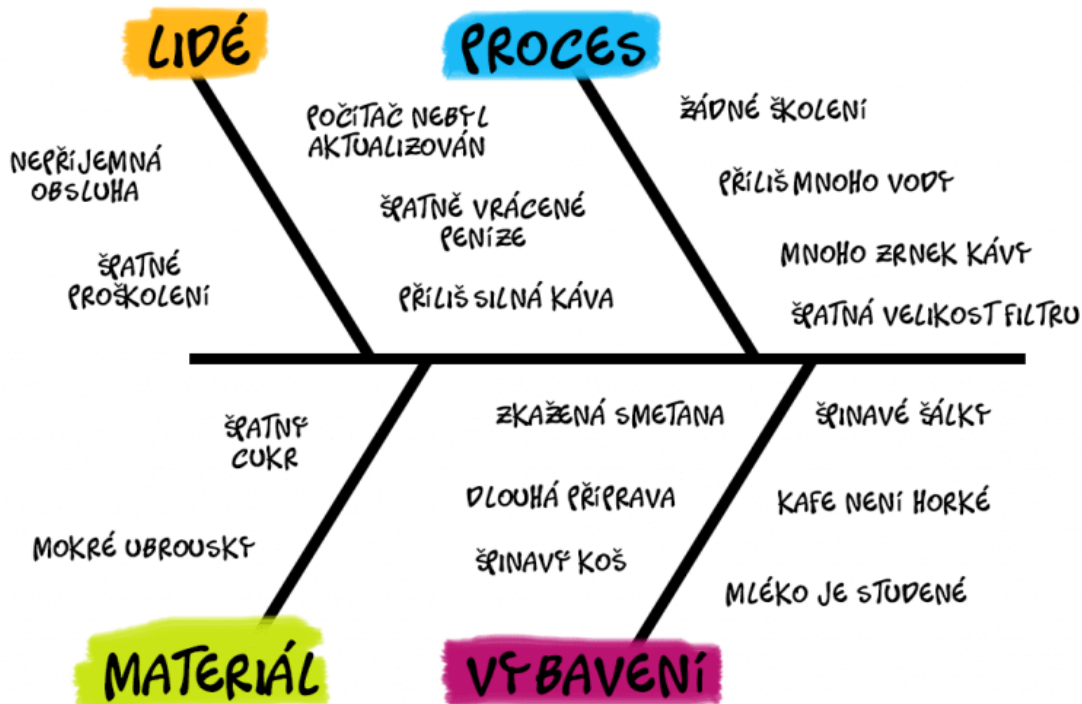 LIDÉ
PROCES
NEPŘÍJEMNÁ
OBSLUHA
ŠPATNÉ
PROŠKOLENÍ
POČÍTAČ NEBYL
AKTUALIZOVÁN
ŠPATNĚ VRÁCENÉ
PENÍZE
PŘÍLIŠ SILNÁ KÁVA
ŽÁDNÉ ŠKOLENÍ
PŘÍLIŠ MNOHO VODY
MNOHO ZRNEK KÁVY
ŠPATNÁ VELIKOST FILTRU
ŠPATNÝ
CUKR
MOKRÉ UBROUSKY
ZKAŽENÁ SMETANA
DLOUHÁ PŘÍPRAVA
ŠPINAVÝ KOŠ
ŠPINAVÉ ŠÁLKY
KAFE NENÍ HORKÉ
MLÉKO JE STUDENÉ
MATERIÁL
VYBAVENÍ